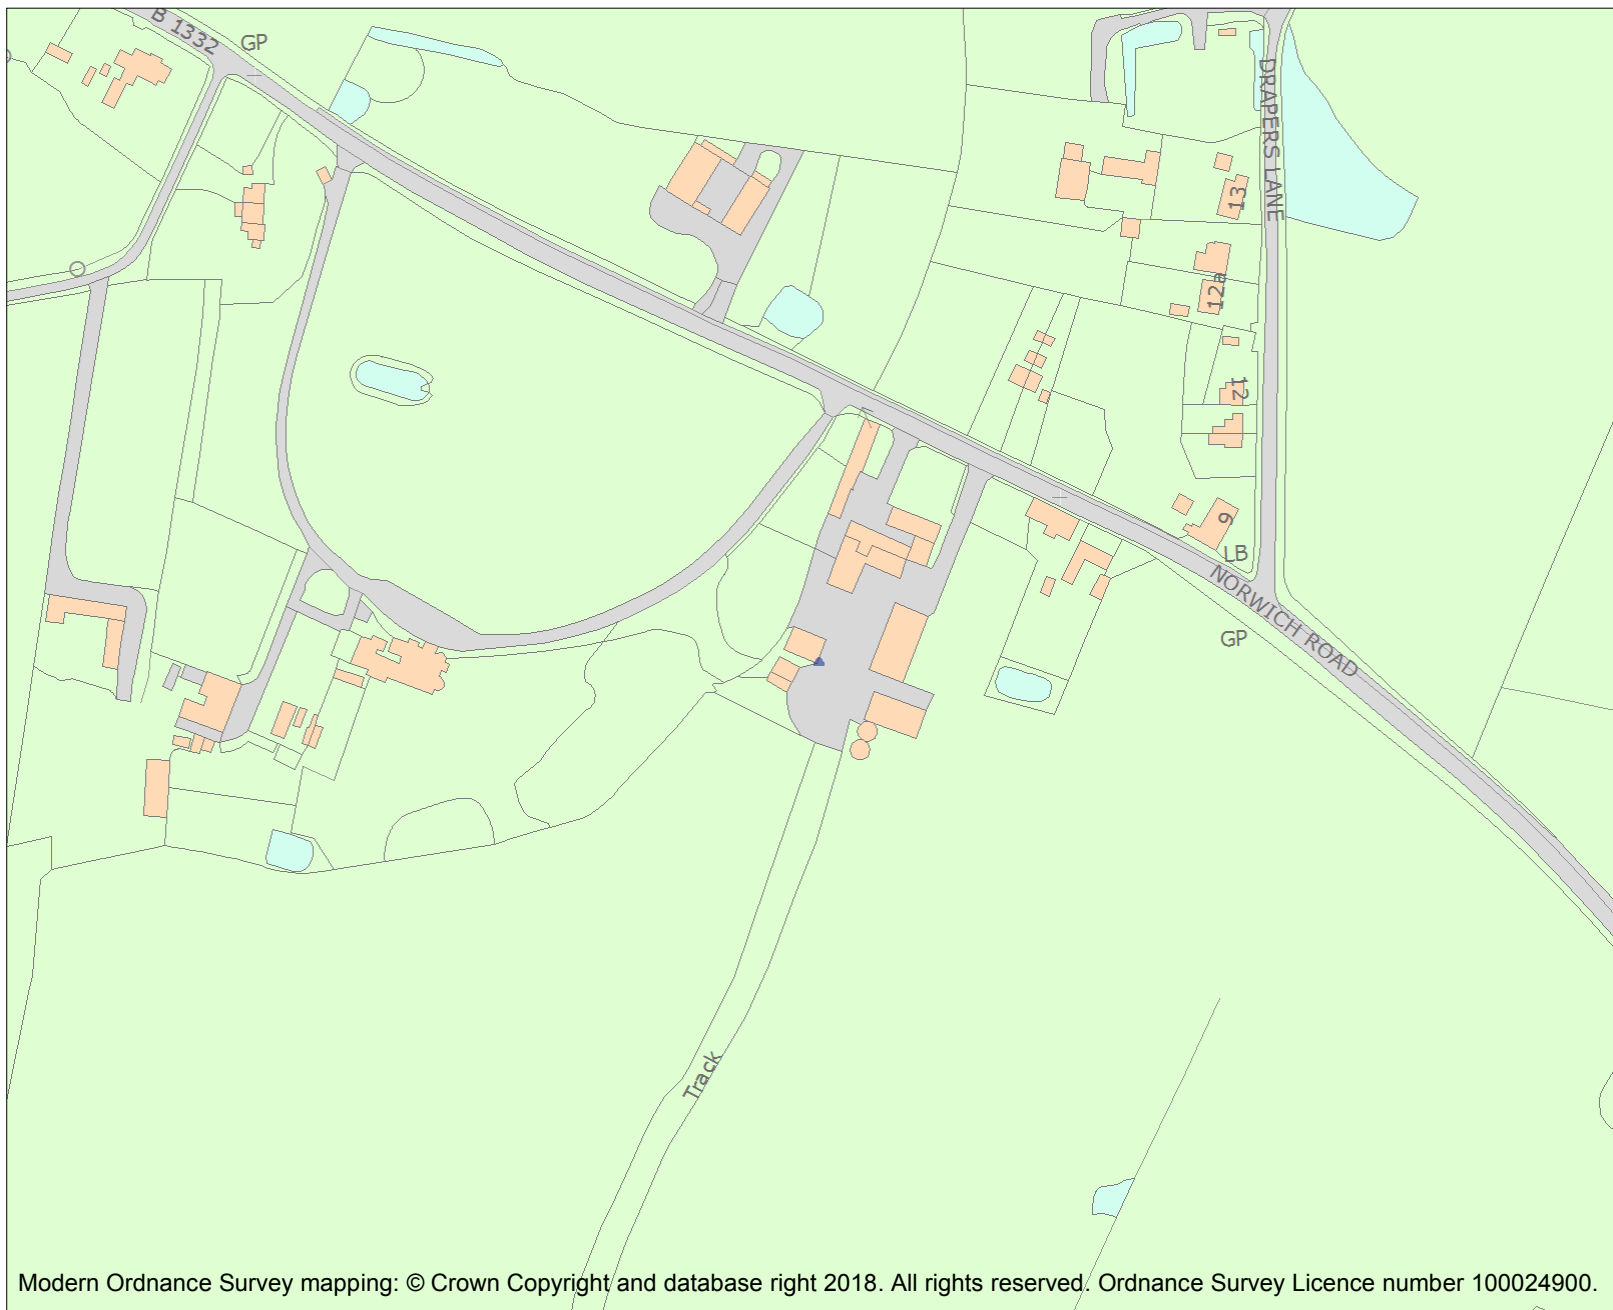 B 1332
GP
DRAPERS LANE
13
12a
12
9
LB
NORWICH ROAD
GP
Track
Modern Ordnance Survey mapping: © Crown Copyright and database right 2018. All rights reserved. Ordnance Survey Licence number 100024900.